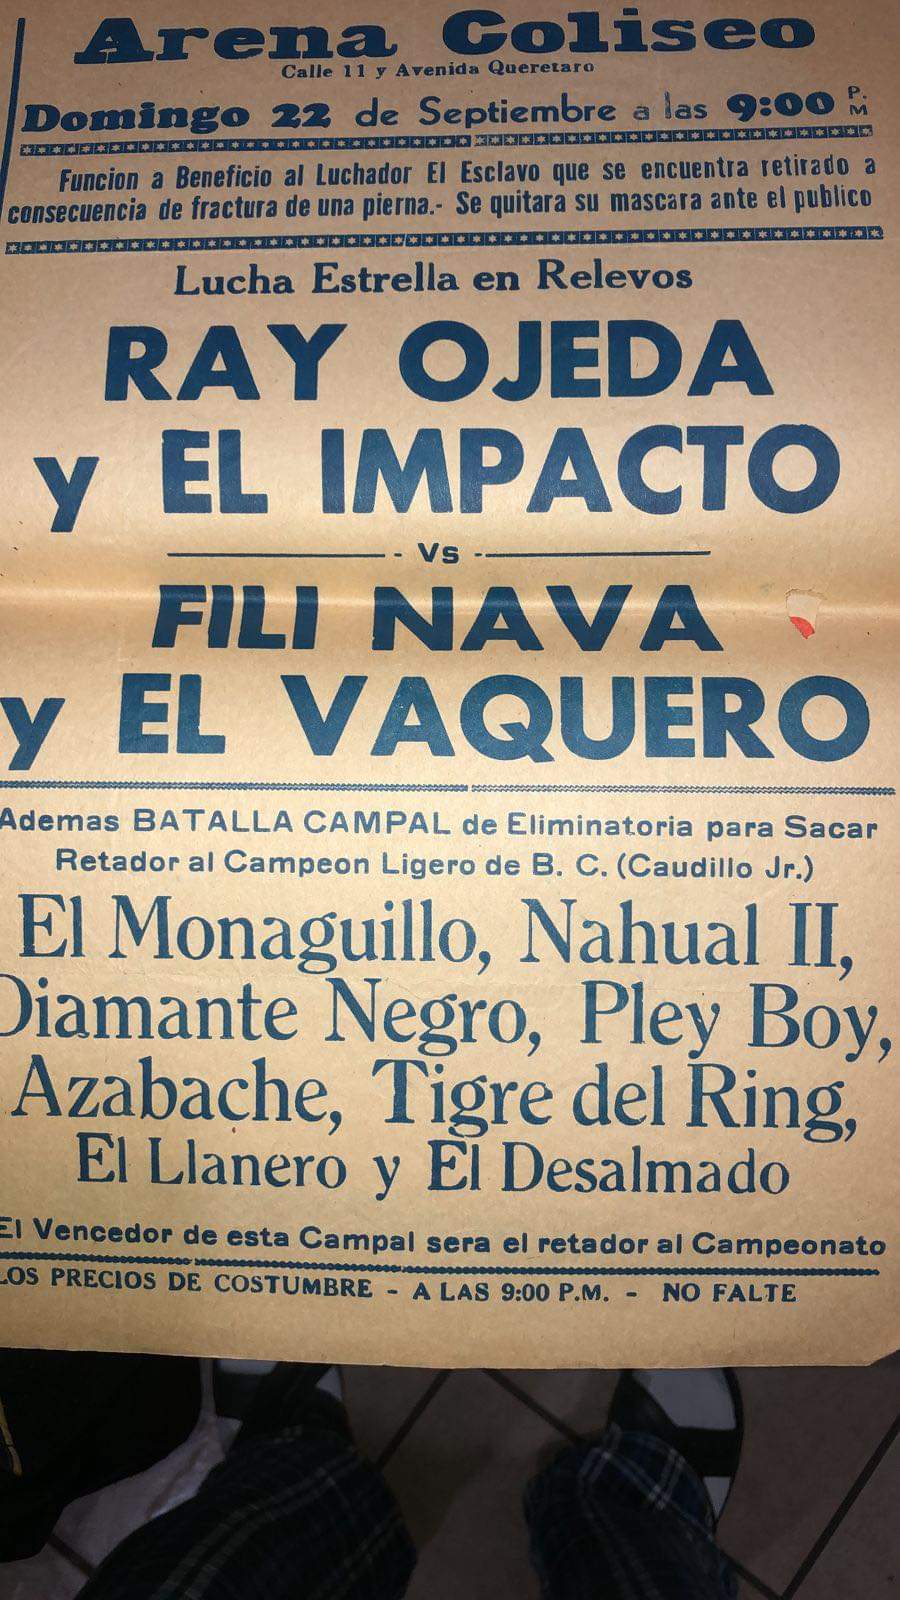 Arena Coliseo
Calle 11 y Avenida Queretaro
Domingo 22 de Septiembre a las 9:00 P.M
Funcion a Beneficio al Luchador El Esclavo que se encuentra retirado a
consecuencia de fractura de una pierna.- Se quitara su mascara ante el publico
Lucha Estrella en Relevos
RAY OJEDA
y EL IMPACTO
- Vs -
FILI NAVA
y EL VAQUERO
Ademas BATALLA CAMPAL de Eliminatoria para Sacar
Retador al Campeon Ligero de B. C. (Caudillo Jr.)
El Monaguillo, Nahual II,
Diamante Negro, Pley Boy,
Azabache, Tigre del Ring,
El Llanero y El Desalmado
El Vencedor de esta Campal sera el retador al Campeonato
LOS PRECIOS DE COSTUMBRE - A LAS 9:00 P.M. - NO FALTE